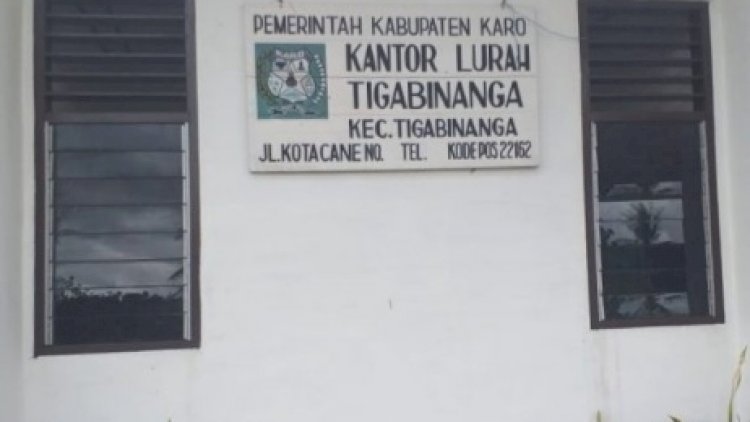 PEMERINTAH KABUPATEN KARO
KANTOR LURAH
TIGABINANGA
KEC.TIGABINANGA
JL.KOTACANE NO. TEL. KODE POS 22162